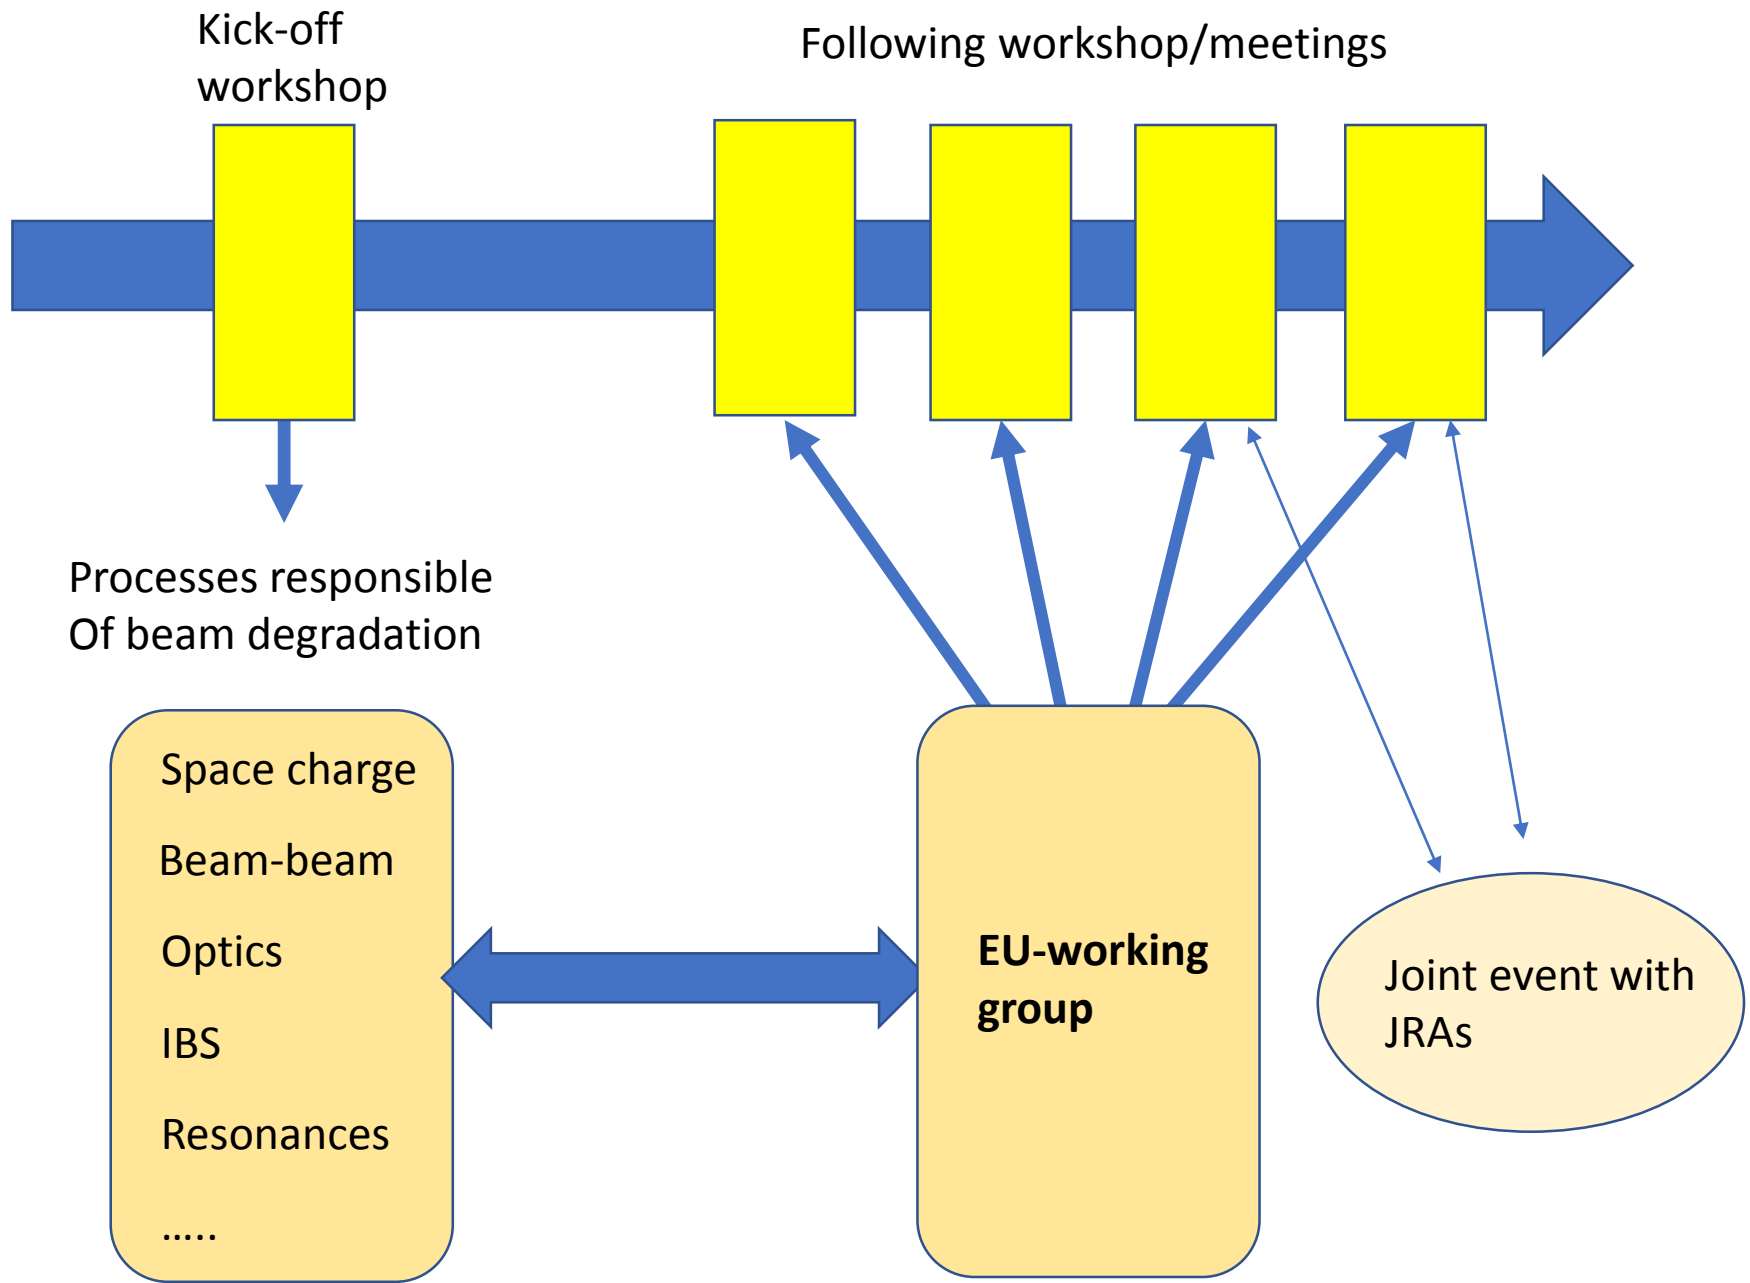 Kick-off
workshop
Following workshop/meetings
Processes responsible
Of beam degradation
Space charge
Beam-beam
Optics
IBS
Resonances
.....
EU-working
group
Joint event with
JRAs